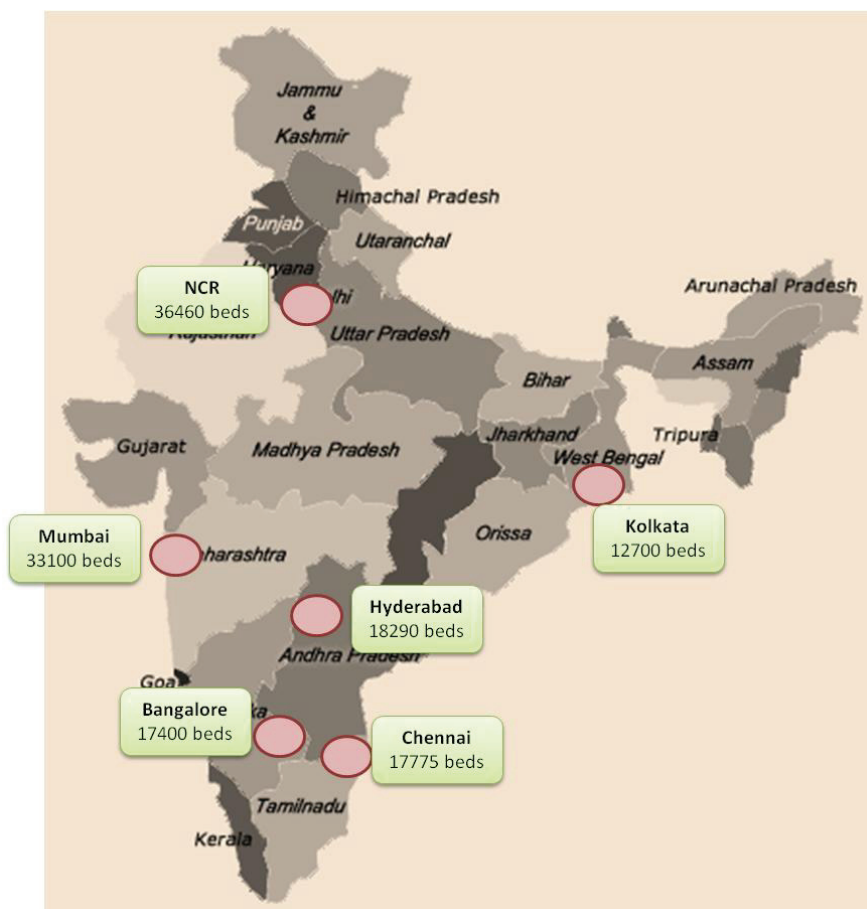 Jammu
&
Kashmir
Himachal Pradesh
Punjab
Utaranchal
NCR
36460 beds
Uttar Pradesh
Arunachal Pradesh
Assam
Bihar
Gujarat
Madhya Pradesh
Jharkhand
West Bengal
Tripura
Mumbai
33100 beds
Orissa
Kolkata
12700 beds
Hyderabad
18290 beds
Andhra Pradesh
Goa
Bangalore
17400 beds
Chennai
17775 beds
Tamilnadu
Kerala